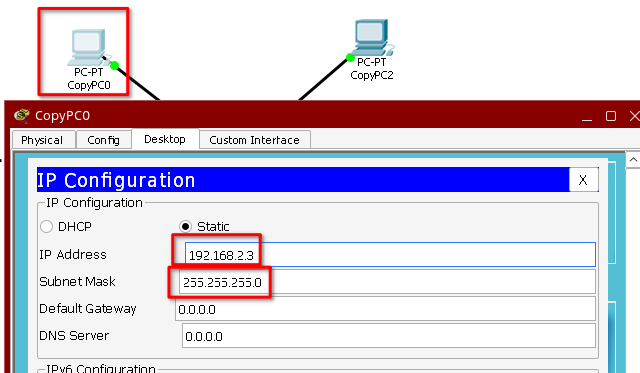 PC-PT
CopyPC0
PC-PT
CopyPC2
CopyPC0
Physical Config Desktop Custom Interface
IP Configuration X
IP Configuration
DHCP Static
IP Address 192.168.2.3
Subnet Mask 255.255.255.0
Default Gateway 0.0.0.0
DNS Server 0.0.0.0
IPv6 Configuration